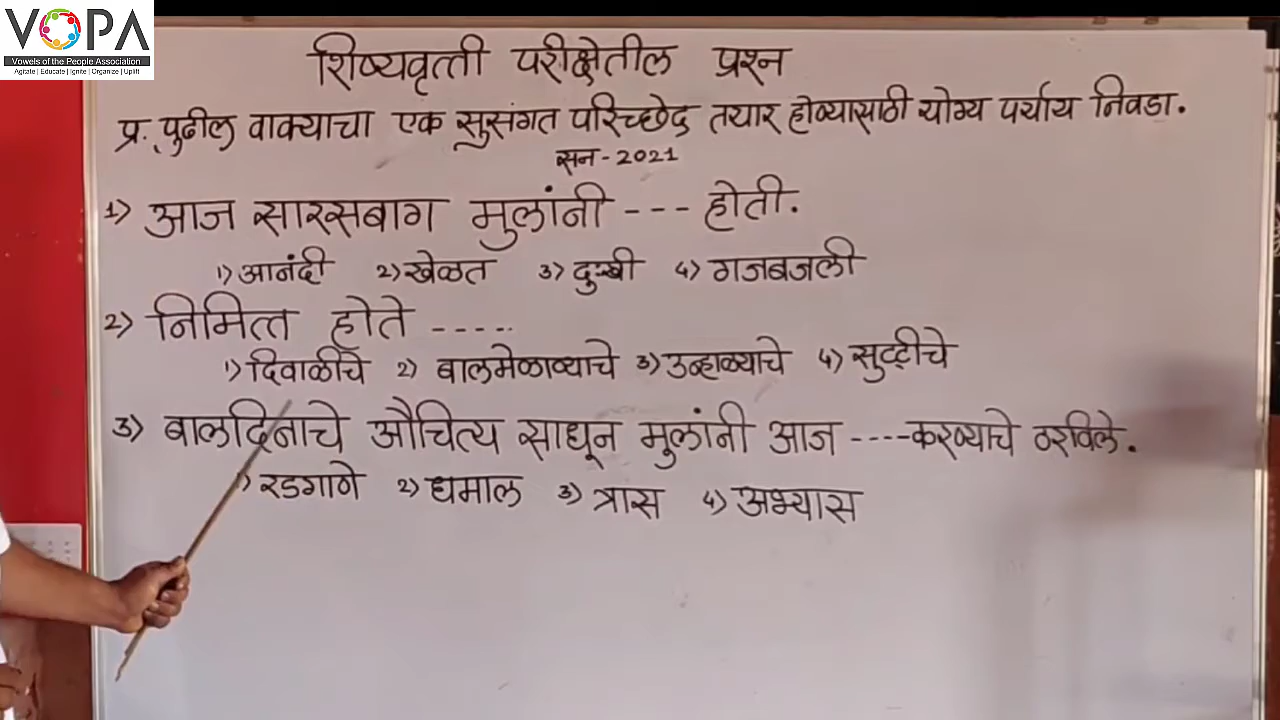 VOPA
Vowels of the People Association
Agitate | Educate | Ignite | Organize | Uplift
शिष्यवृत्ती परीक्षेतील प्रश्न
प्र. पुढील वाक्याचा एक सुसंगत परिच्छेद तयार होण्यासाठी योग्य पर्याय निवडा.
सन - 2021
1) आज सारसबाग मुलांनी --- होती.
1) आनंदी 2) खेळत 3) दुःखी 4) गजबजली
2) निमित्त होते -----
1) दिवाळीचे 2) बालमेळाव्याचे 3) उन्हाळ्याचे 4) सुट्टीचे
3) बालदिनाचे औचित्य साधून मुलांनी आज ---- करण्याचे ठरविले.
) रडगाणे 2) धमाल 3) त्रास 4) अभ्यास